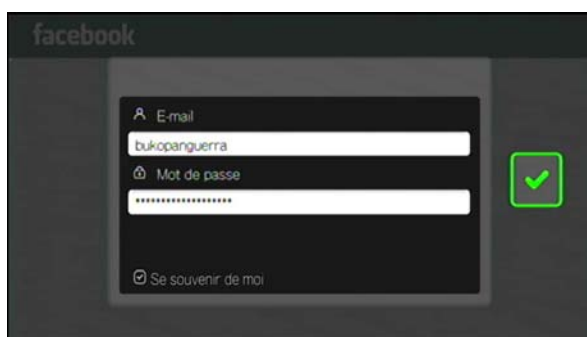 facebook
E-mail
bukopanguerra
Mot de passe
*******************
Se souvenir de moi